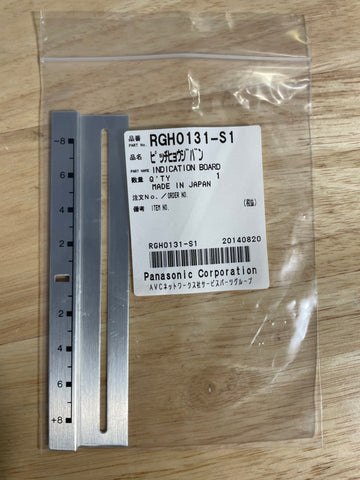 品番
PART No.
RGH0131-S1
品名
ピッチヒョウジバン
PART NAME
INDICATION BOARD
数量
Q'TY 1
MADE IN JAPAN
注文No./ORDER NO.
備考 ITEM NO.
RGH0131-S1 20140820
Panasonic Corporation
AVCネットワークス社サービスパーツグループ
-8
6
4
2
2
4
6
+8